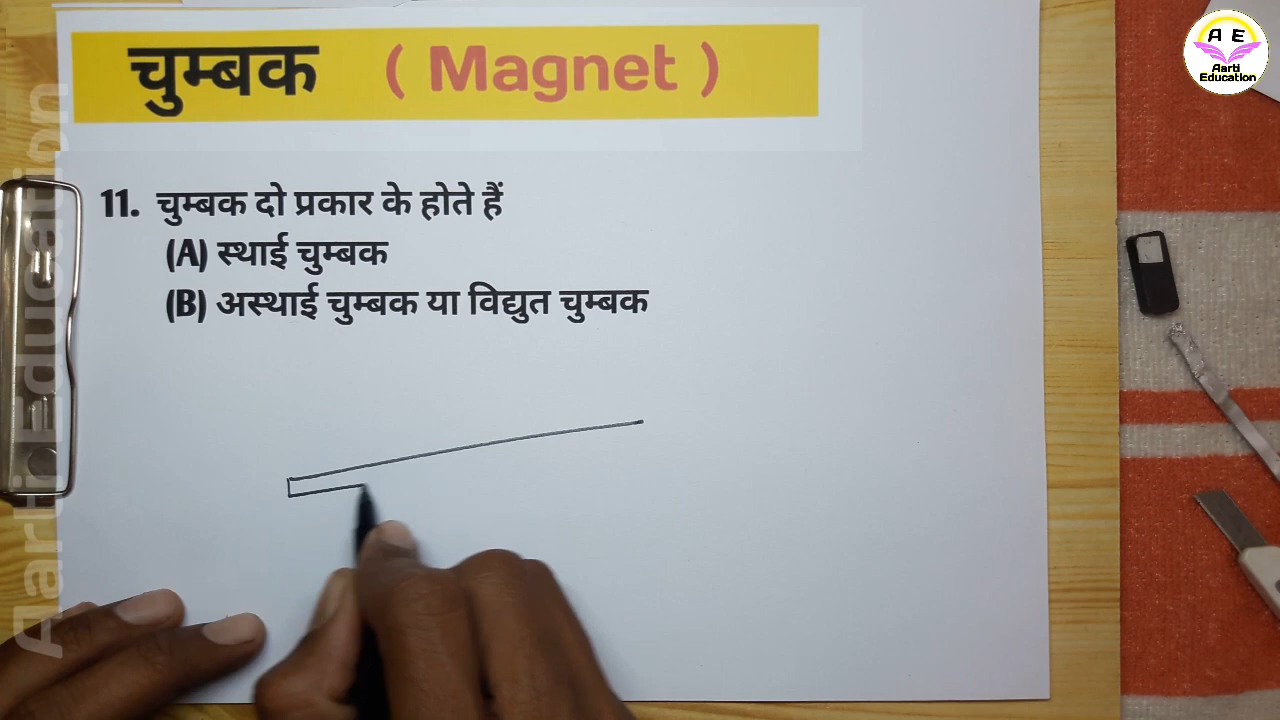 चुम्बक ( Magnet )
11. चुम्बक दो प्रकार के होते हैं
(A) स्थाई चुम्बक
(B) अस्थाई चुम्बक या विद्युत चुम्बक
A E
Aarti
Education
Aarti Education